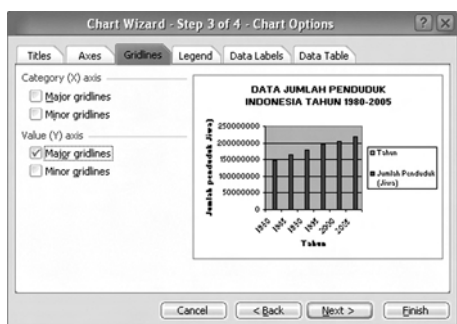 Chart Wizard - Step 3 of 4 - Chart Options
Titles Axes Gridlines Legend Data Labels Data Table
Category (X) axis
Major gridlines
Minor gridlines
Value (Y) axis
Major gridlines
Minor gridlines
DATA JUMLAH PENDUDUK
INDONESIA TAHUN 1980-2005
Jumlah penduduk Jiwa)
250000000
200000000
150000000
100000000
50000000
0
1980 1985 1990 1995 2000 2005
Tahun
Tahun
Jumlah Penduduk
(Jiwa)
Cancel < Back Next > Finish